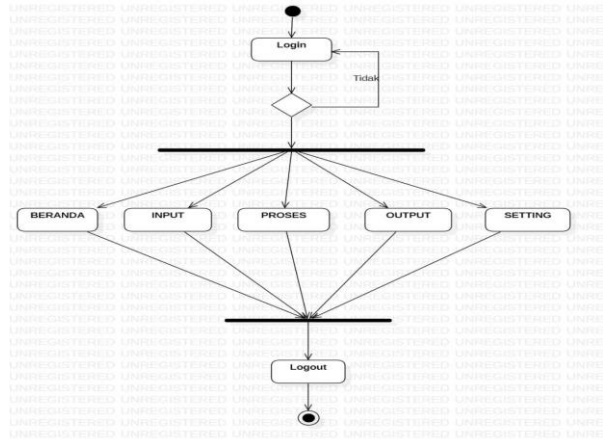 Login
Tidak
BERANDA
INPUT
PROSES
OUTPUT
SETTING
Logout